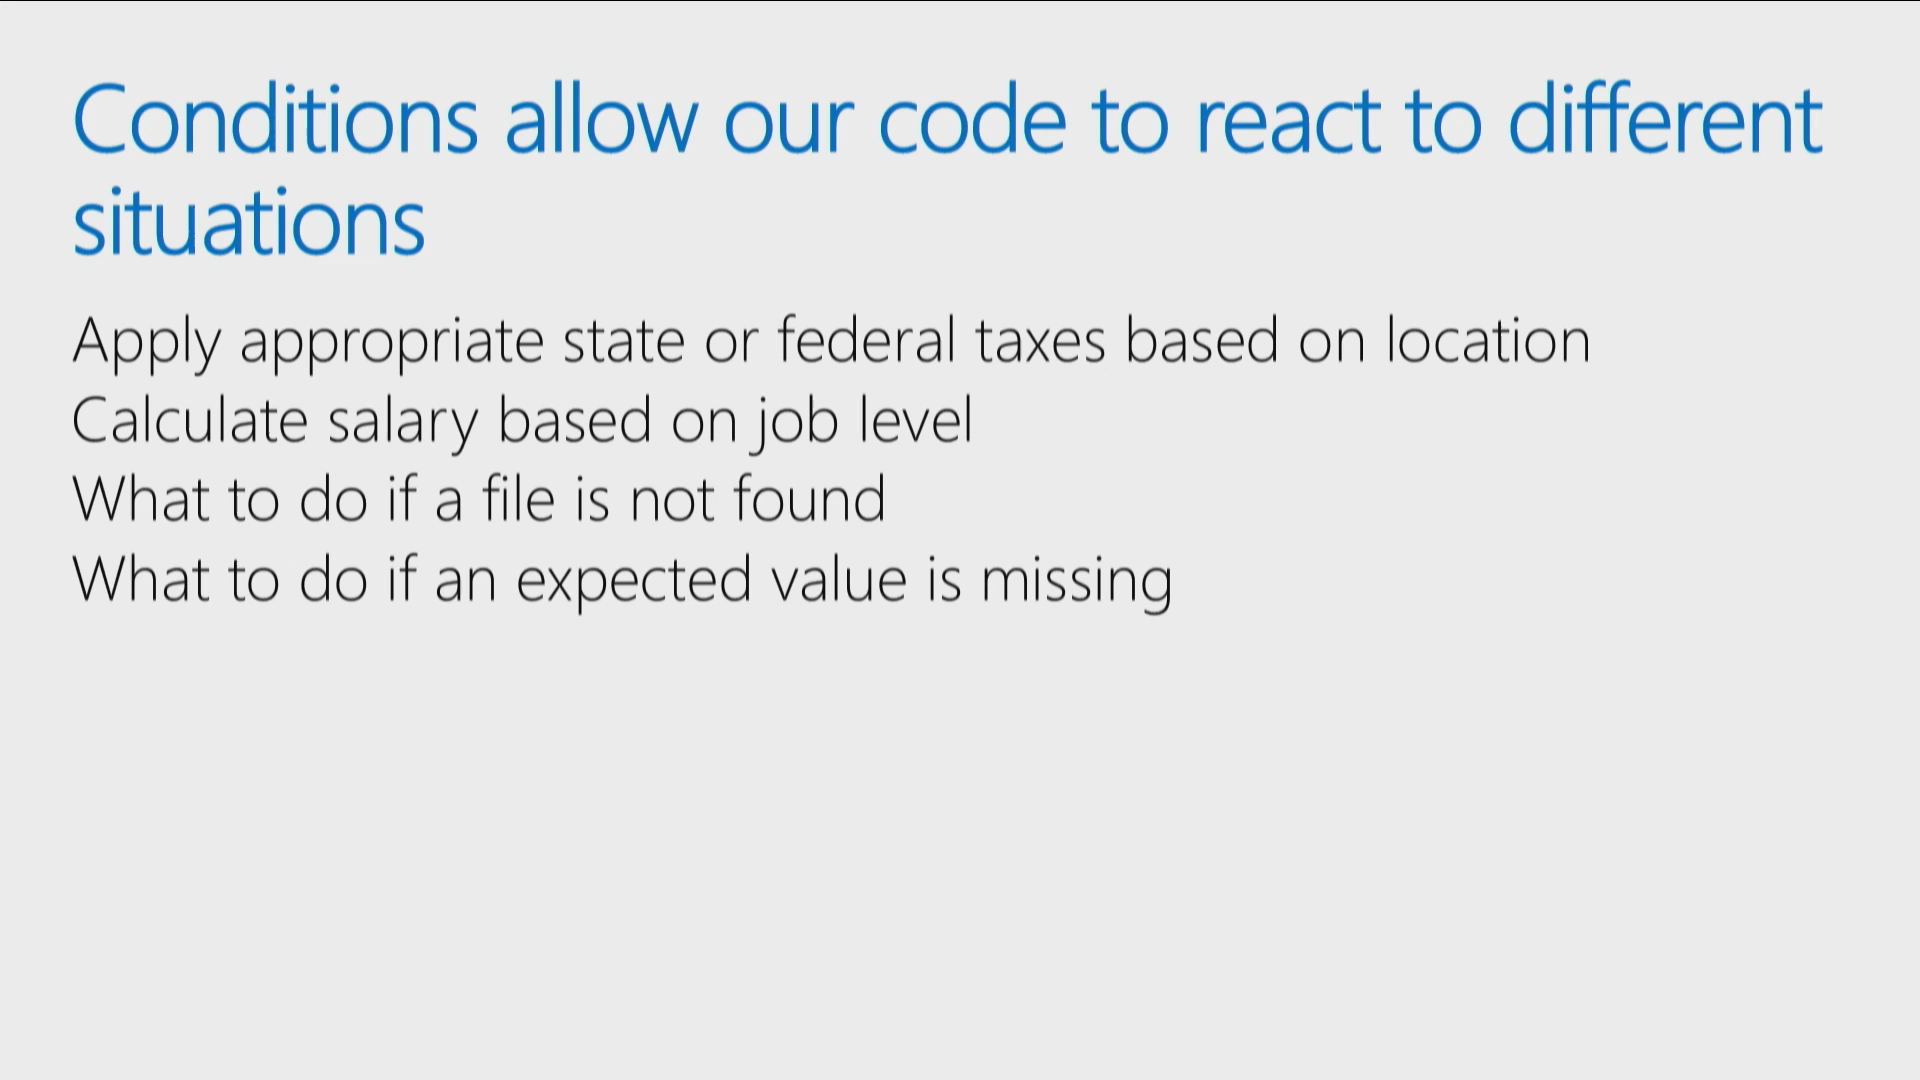 Conditions allow our code to react to different
situations
Apply appropriate state or federal taxes based on location
Calculate salary based on job level
What to do if a file is not found
What to do if an expected value is missing